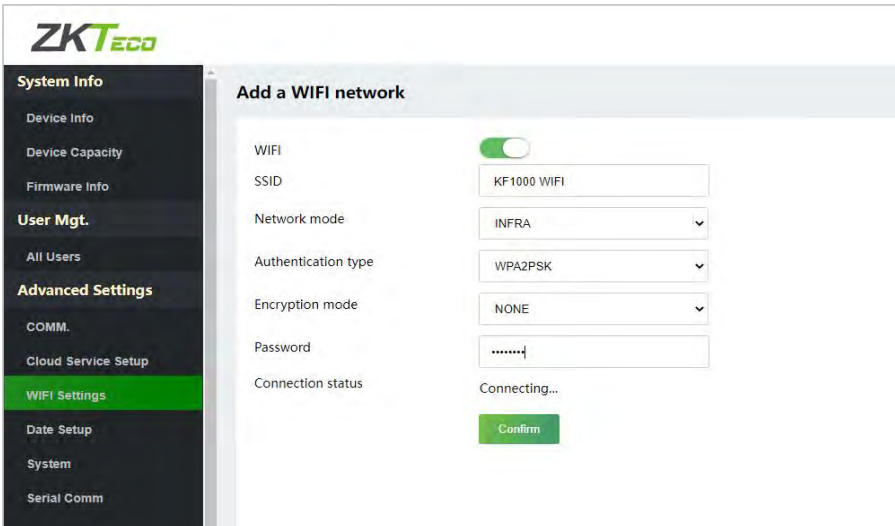 ZKTECO
System Info
Device Info
Device Capacity
Firmware Info
User Mgt.
All Users
Advanced Settings
COMM.
Cloud Service Setup
WIFI Settings
Date Setup
System
Serial Comm
Add a WIFI network
WIFI
SSID KF1000 WIFI
Network mode INFRA
Authentication type WPA2PSK
Encryption mode NONE
Password ••••••••
Connection status Connecting...
Confirm